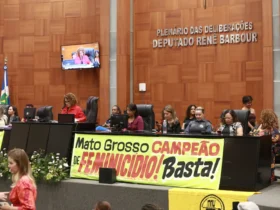 PLENÁRIO DAS DELIBERAÇÕES
DEPUTADO RENÊ BARBOUR
Mato Grosso CAMPEÃO
DE FEMINICÍDIO! Basta!